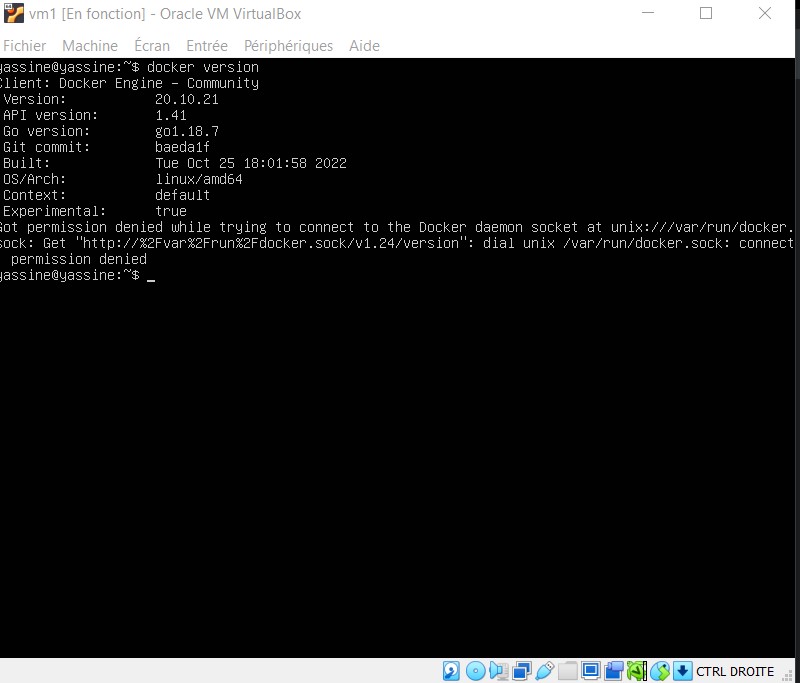 vm1 [En fonction] - Oracle VM VirtualBox
Fichier Machine Écran Entrée Périphériques Aide
yassine@yassine:~$ docker version
Client: Docker Engine - Community
Version: 20.10.21
API version: 1.41
Go version: go1.18.7
Git commit: baeda1f
Built: Tue Oct 25 18:01:58 2022
OS/Arch: linux/amd64
Context: default
Experimental: true
Got permission denied while trying to connect to the Docker daemon socket at unix:///var/run/docker.
sock: Get "http://%2Fvar%2Frun%2Fdocker.sock/v1.24/version": dial unix /var/run/docker.sock: connect
permission denied
yassine@yassine:~$ _
CTRL DROITE